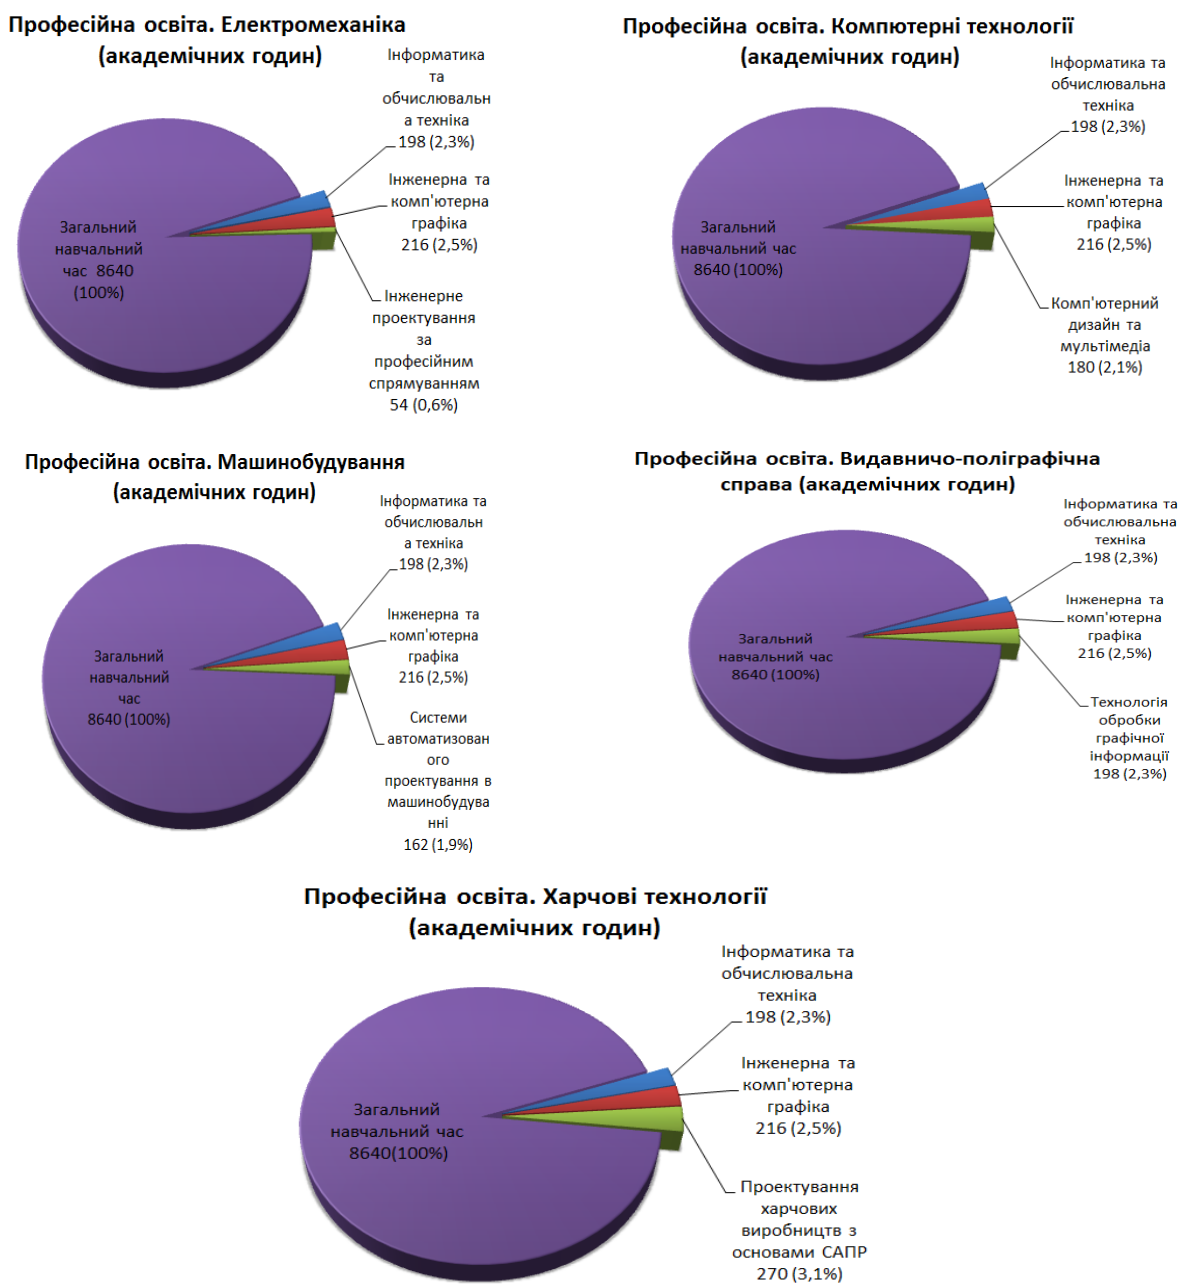 Професійна освіта. Електромеханіка
(академічних годин)
Інформатика
та
обчислювальн
а техніка
198 (2,3%)
Інженерна та
комп'ютерна
графіка
216 (2,5%)
Загальний
навчальний
час 8640
(100%)
Інженерне
проектування
за
професійним
спрямуванням
54 (0,6%)
Професійна освіта. Компютерні технології
(академічних годин)
Інформатика та
обчислювальна
техніка
198 (2,3%)
Інженерна та
комп'ютерна
графіка
216 (2,5%)
Загальний
навчальний час
8640 (100%)
Комп'ютерний
дизайн та
мультімедіа
180 (2,1%)
Професійна освіта. Машинобудування
(академічних годин)
Інформатика та
обчислювальн
а техніка
198 (2,3%)
Інженерна та
комп'ютерна
графіка
216 (2,5%)
Загальний
навчальний
час
8640 (100%)
Системи
автоматизован
ого
проектування в
машинобудува
нні
162 (1,9%)
Професійна освіта. Видавничо-поліграфічна
справа (академічних годин)
Інформатика та
обчислювальна
техніка
198 (2,3%)
Інженерна та
комп'ютерна
графіка
216 (2,5%)
Загальний
навчальний час
8640 (100%)
Технологія
обробки
графічної
інформації
198 (2,3%)
Професійна освіта. Харчові технології
(академічних годин)
Інформатика та
обчислювальна
техніка
198 (2,3%)
Інженерна та
комп'ютерна
графіка
216 (2,5%)
Загальний
навчальний час
8640(100%)
Проектування
харчових
виробництв з
основами САПР
270 (3,1%)